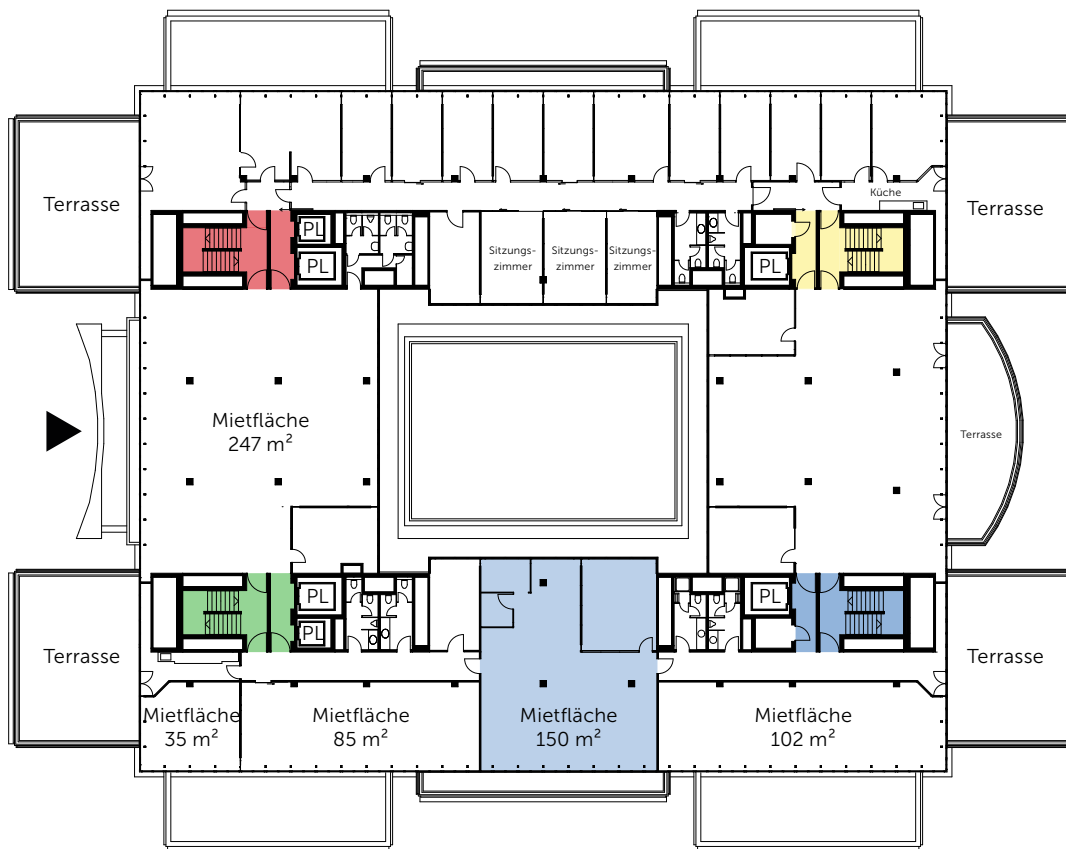 Terrasse
Terrasse
Küche
PL
PL
PL
Sitzungs-
zimmer
Sitzungs-
zimmer
Sitzungs-
zimmer
Mietfläche
247 m²
Terrasse
PL
PL
PL
Terrasse
Terrasse
Mietfläche
35 m²
Mietfläche
85 m²
Mietfläche
150 m²
Mietfläche
102 m²